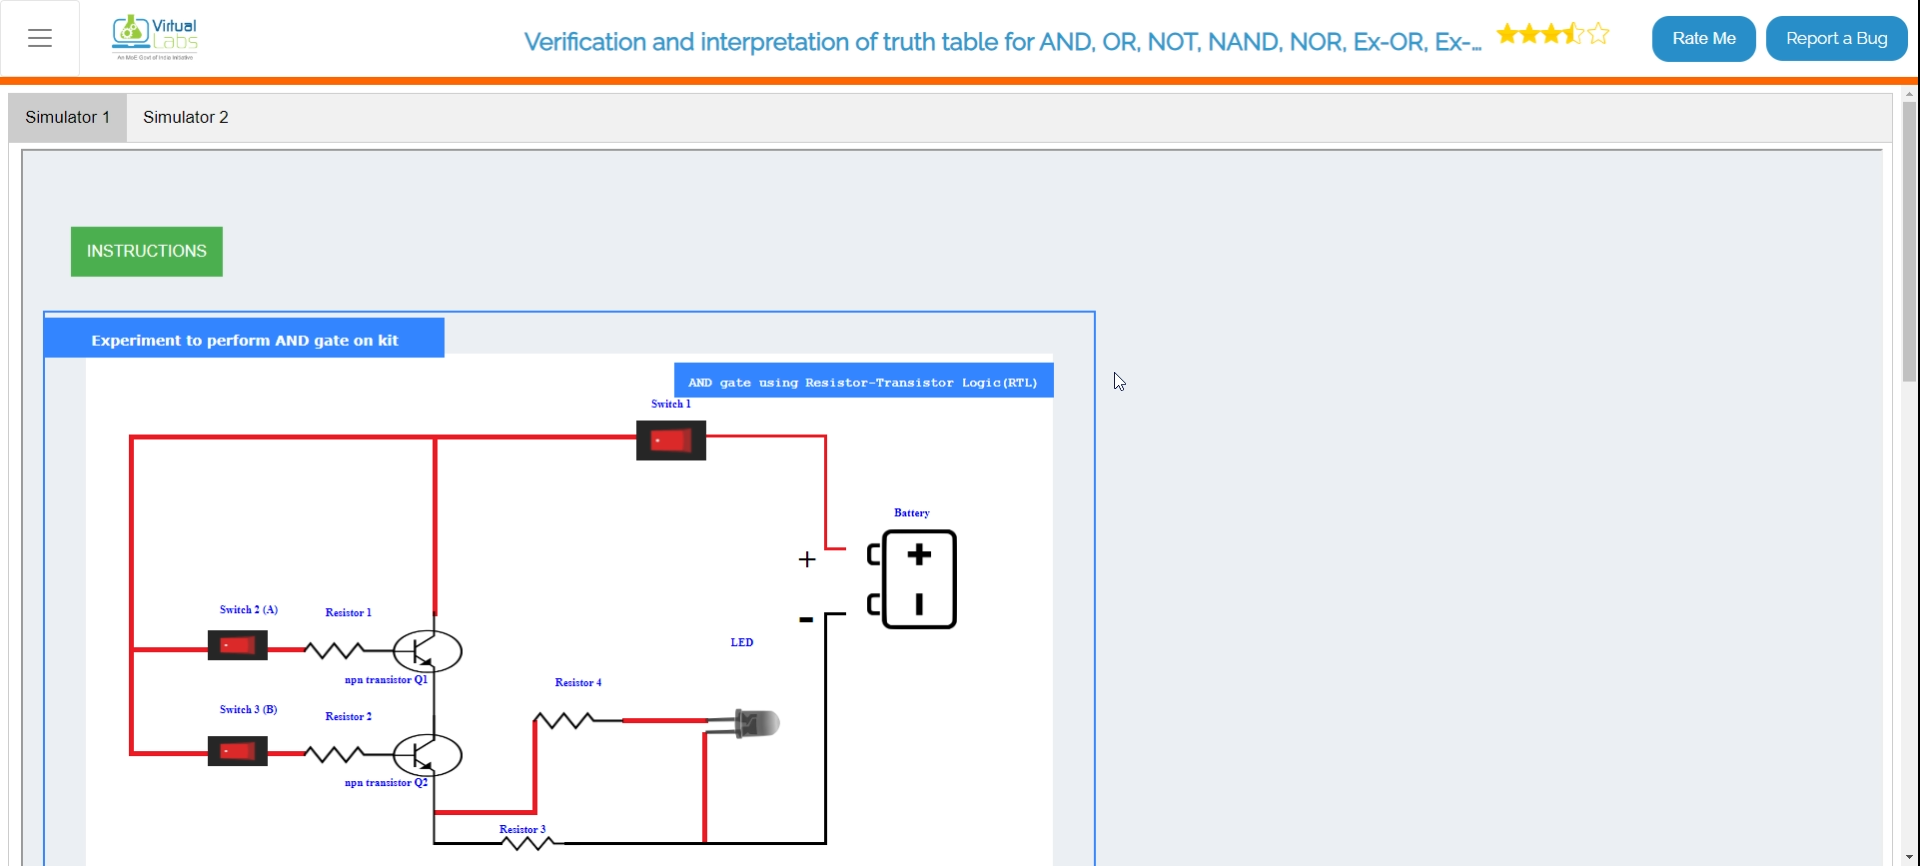 Virtual
Labs
An MoE Govt of India Initiative
Verification and interpretation of truth table for AND, OR, NOT, NAND, NOR, Ex-OR, Ex-...
Rate Me
Report a Bug
Simulator 1
Simulator 2
INSTRUCTIONS
Experiment to perform AND gate on kit
AND gate using Resistor-Transistor Logic(RTL)
Switch 1
Battery
+
+
-
Switch 2 (A)
Resistor 1
LED
npn transistor Q1
Resistor 4
Switch 3 (B)
Resistor 2
npn transistor Q2
Resistor 3